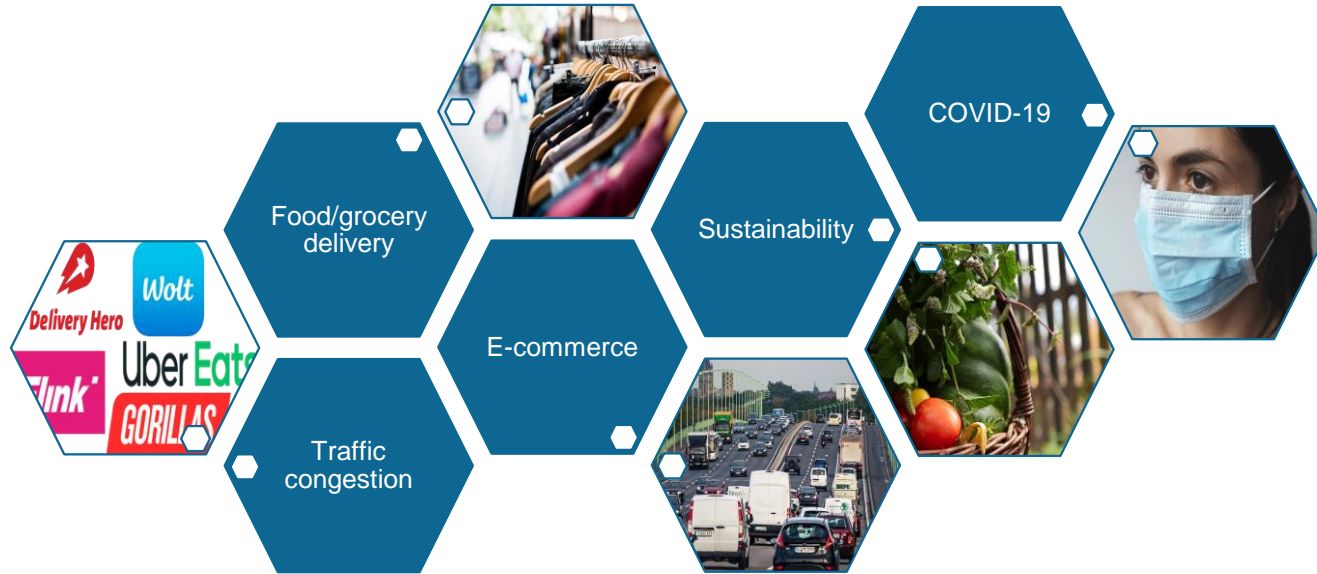 COVID-19
Food/grocery
delivery
Sustainability
E-commerce
Traffic
congestion
Delivery Hero
Wolt
Flink
Uber Eats
GORILLAS